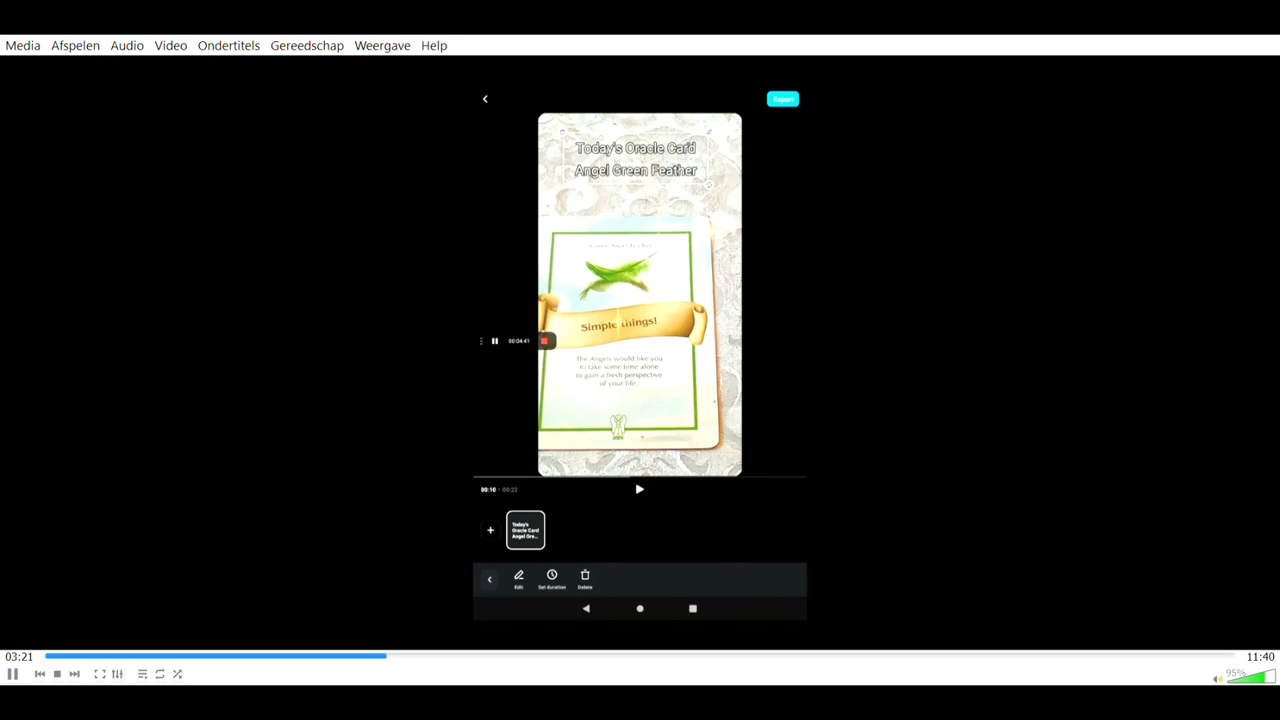 Media Afspelen Audio Video Ondertitels Gereedschap Weergave Help
Export
Today's Oracle Card
Angel Green Feather
Simple things!
00:04:41
The Angels would like you
to take some time alone
to gain a fresh perspective
of your life.
00:10 00:22
Today's
Oracle Card
Angel Gre...
Edit Set duration Delete
03:21 11:40
95%